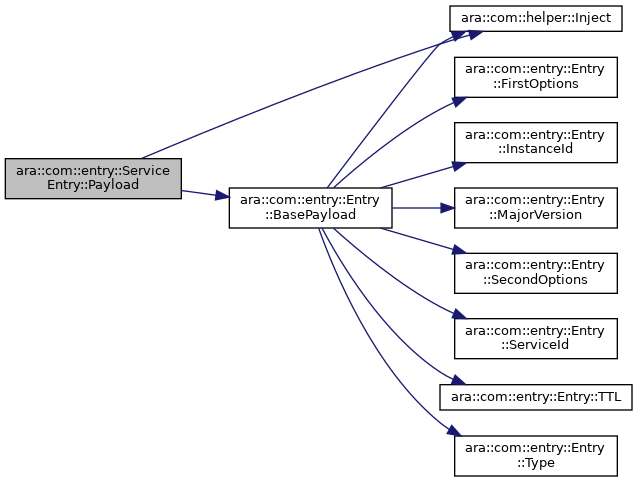 ara::com::helper::Inject
ara::com::entry::Entry
::FirstOptions
ara::com::entry::Entry
::InstanceId
ara::com::entry::Service
Entry::Payload
ara::com::entry::Entry
::BasePayload
ara::com::entry::Entry
::MajorVersion
ara::com::entry::Entry
::SecondOptions
ara::com::entry::Entry
::ServiceId
ara::com::entry::Entry::TTL
ara::com::entry::Entry
::Type